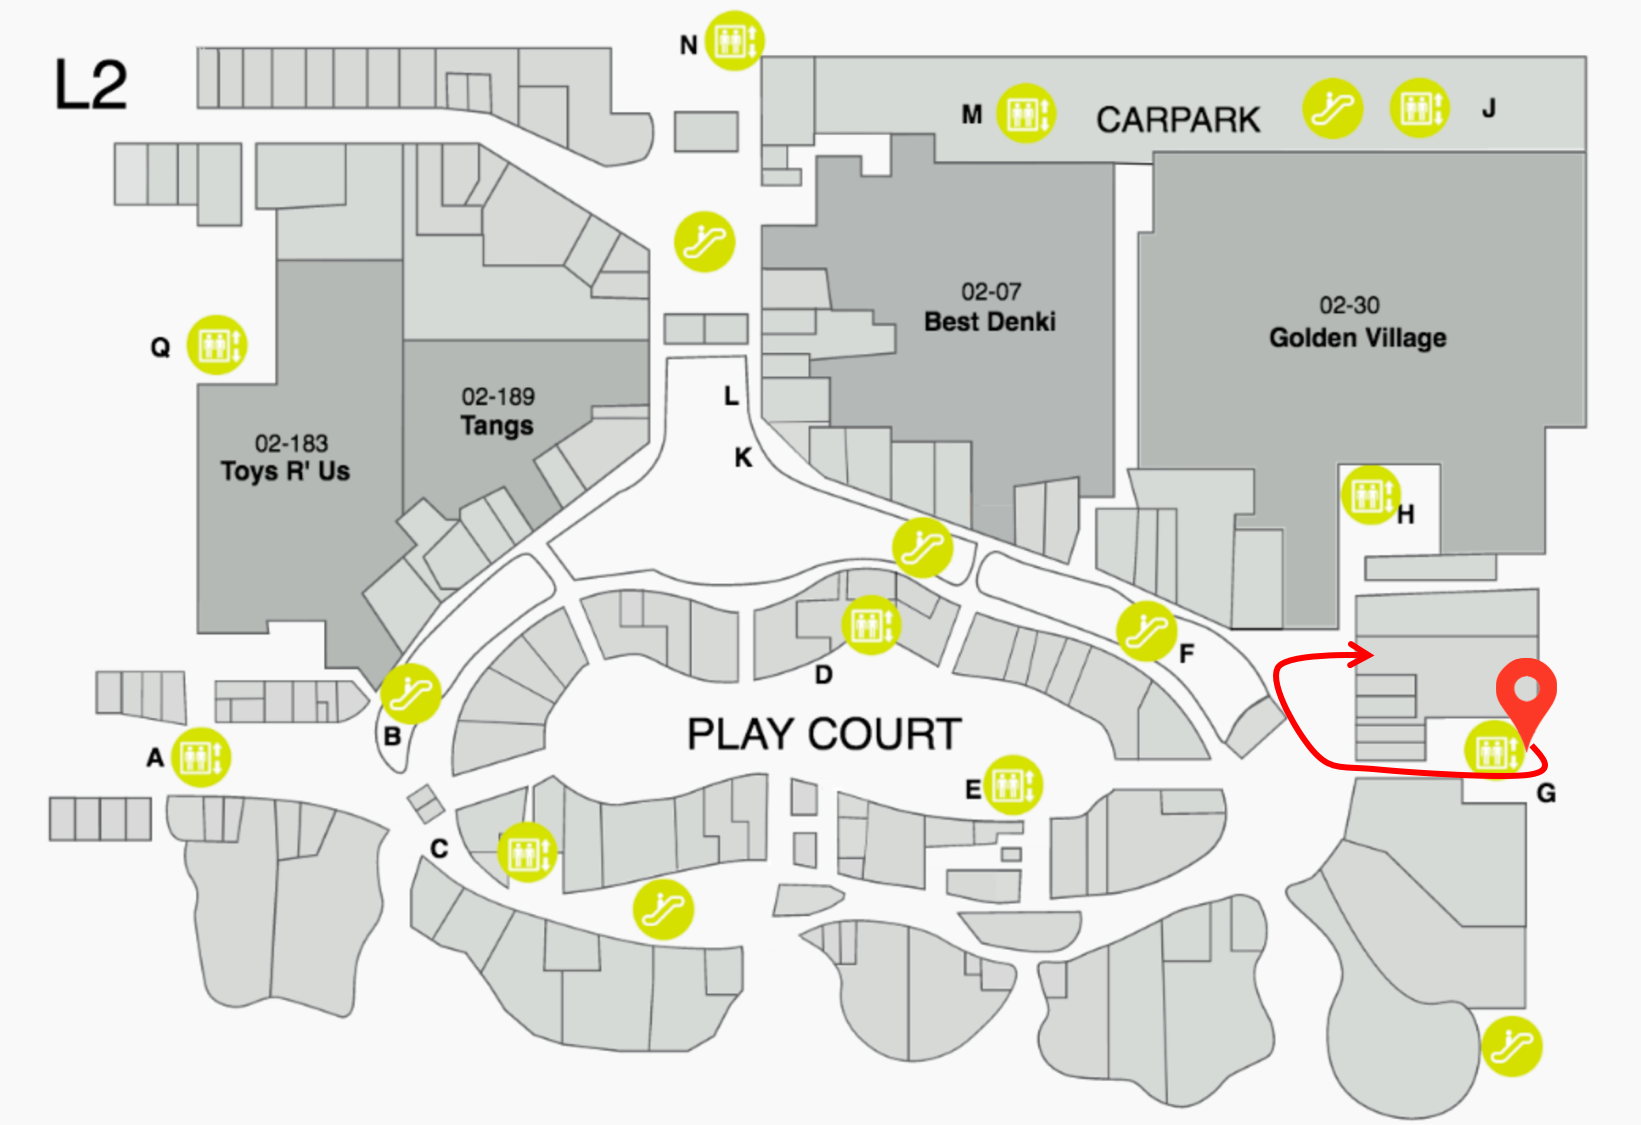 L2
N
M
CARPARK
J
02-07
Best Denki
02-30
Golden Village
Q
L
02-189
Tangs
02-183
Toys R' Us
K
H
F
D
B
PLAY COURT
A
E
G
C